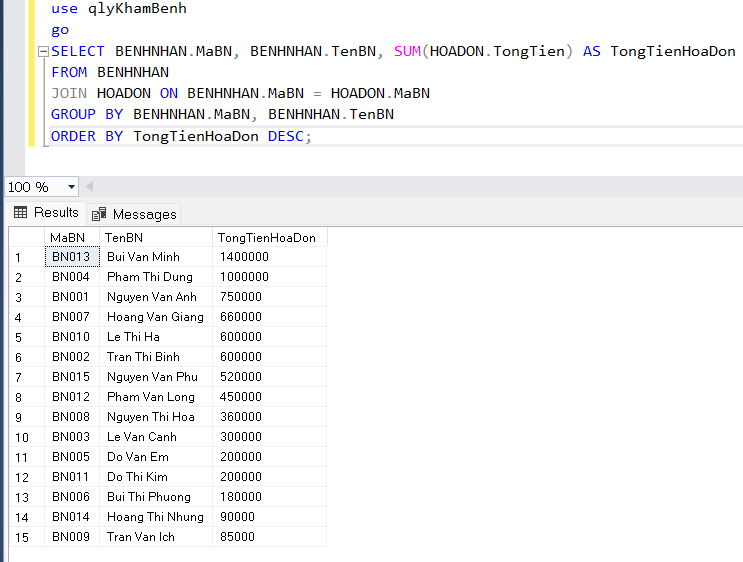 use qlyKhamBenh
go
SELECT BENHNHAN.MaBN, BENHNHAN.TenBN, SUM(HOADON.TongTien) AS TongTienHoaDon
FROM BENHNHAN
JOIN HOADON ON BENHNHAN.MaBN = HOADON.MaBN
GROUP BY BENHNHAN.MaBN, BENHNHAN.TenBN
ORDER BY TongTienHoaDon DESC;
100 %
Results Messages
MaBN TenBN TongTienHoaDon
1 BN013 Bui Van Minh 1400000
2 BN004 Pham Thi Dung 1000000
3 BN001 Nguyen Van Anh 750000
4 BN007 Hoang Van Giang 660000
5 BN010 Le Thi Ha 600000
6 BN002 Tran Thi Binh 600000
7 BN015 Nguyen Van Phu 520000
8 BN012 Pham Van Long 450000
9 BN008 Nguyen Thi Hoa 360000
10 BN003 Le Van Canh 300000
11 BN005 Do Van Em 200000
12 BN011 Do Thi Kim 200000
13 BN006 Bui Thi Phuong 180000
14 BN014 Hoang Thi Nhung 90000
15 BN009 Tran Van Ich 85000